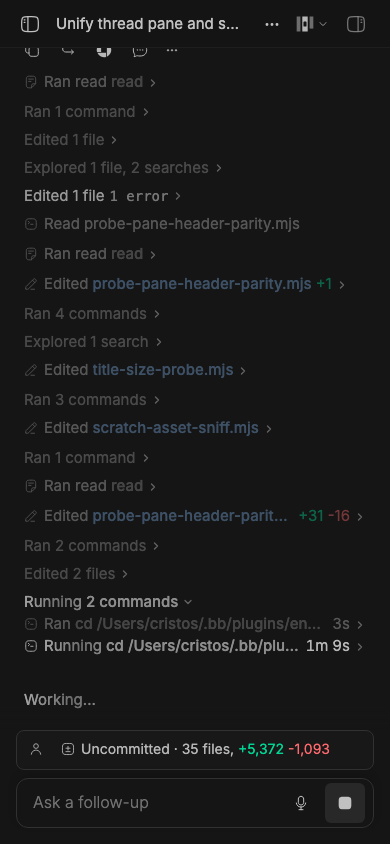 Unify thread pane and s...
Ran read read
Ran 1 command
Edited 1 file
Explored 1 file, 2 searches
Edited 1 file 1 error
Read probe-pane-header-parity.mjs
Ran read read
Edited probe-pane-header-parity.mjs +1
Ran 4 commands
Explored 1 search
Edited title-size-probe.mjs
Ran 3 commands
Edited scratch-asset-sniff.mjs
Ran 1 command
Ran read read
Edited probe-pane-header-parit... +31 -16
Ran 2 commands
Edited 2 files
Running 2 commands
Ran cd /Users/cristos/.bb/plugins/en... 3s
Running cd /Users/cristos/.bb/plu... 1m 9s
Working...
Uncommitted · 35 files, +5,372 -1,093
Ask a follow-up